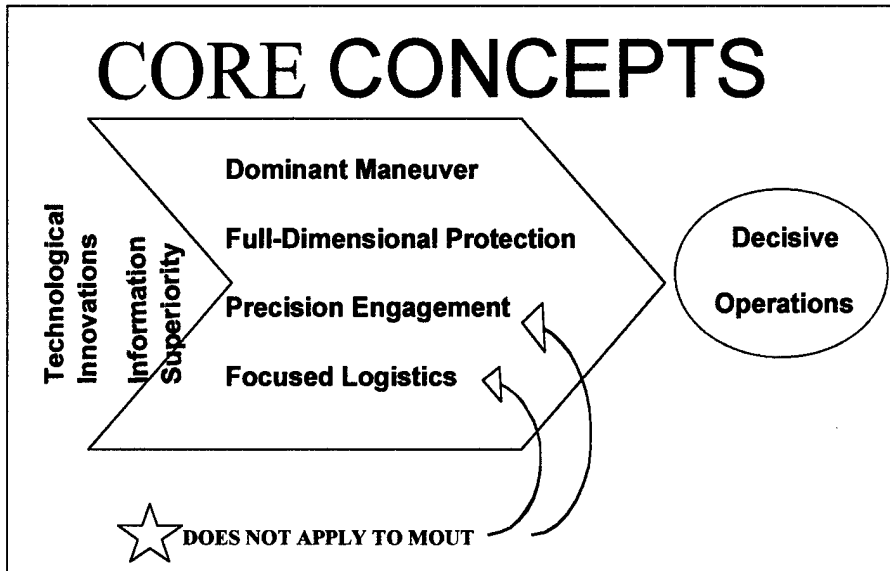 CORE CONCEPTS
Technological
Innovations
Information
Superiority
Dominant Maneuver
Full-Dimensional Protection
Precision Engagement
Focused Logistics
Decisive
Operations
DOES NOT APPLY TO MOUT